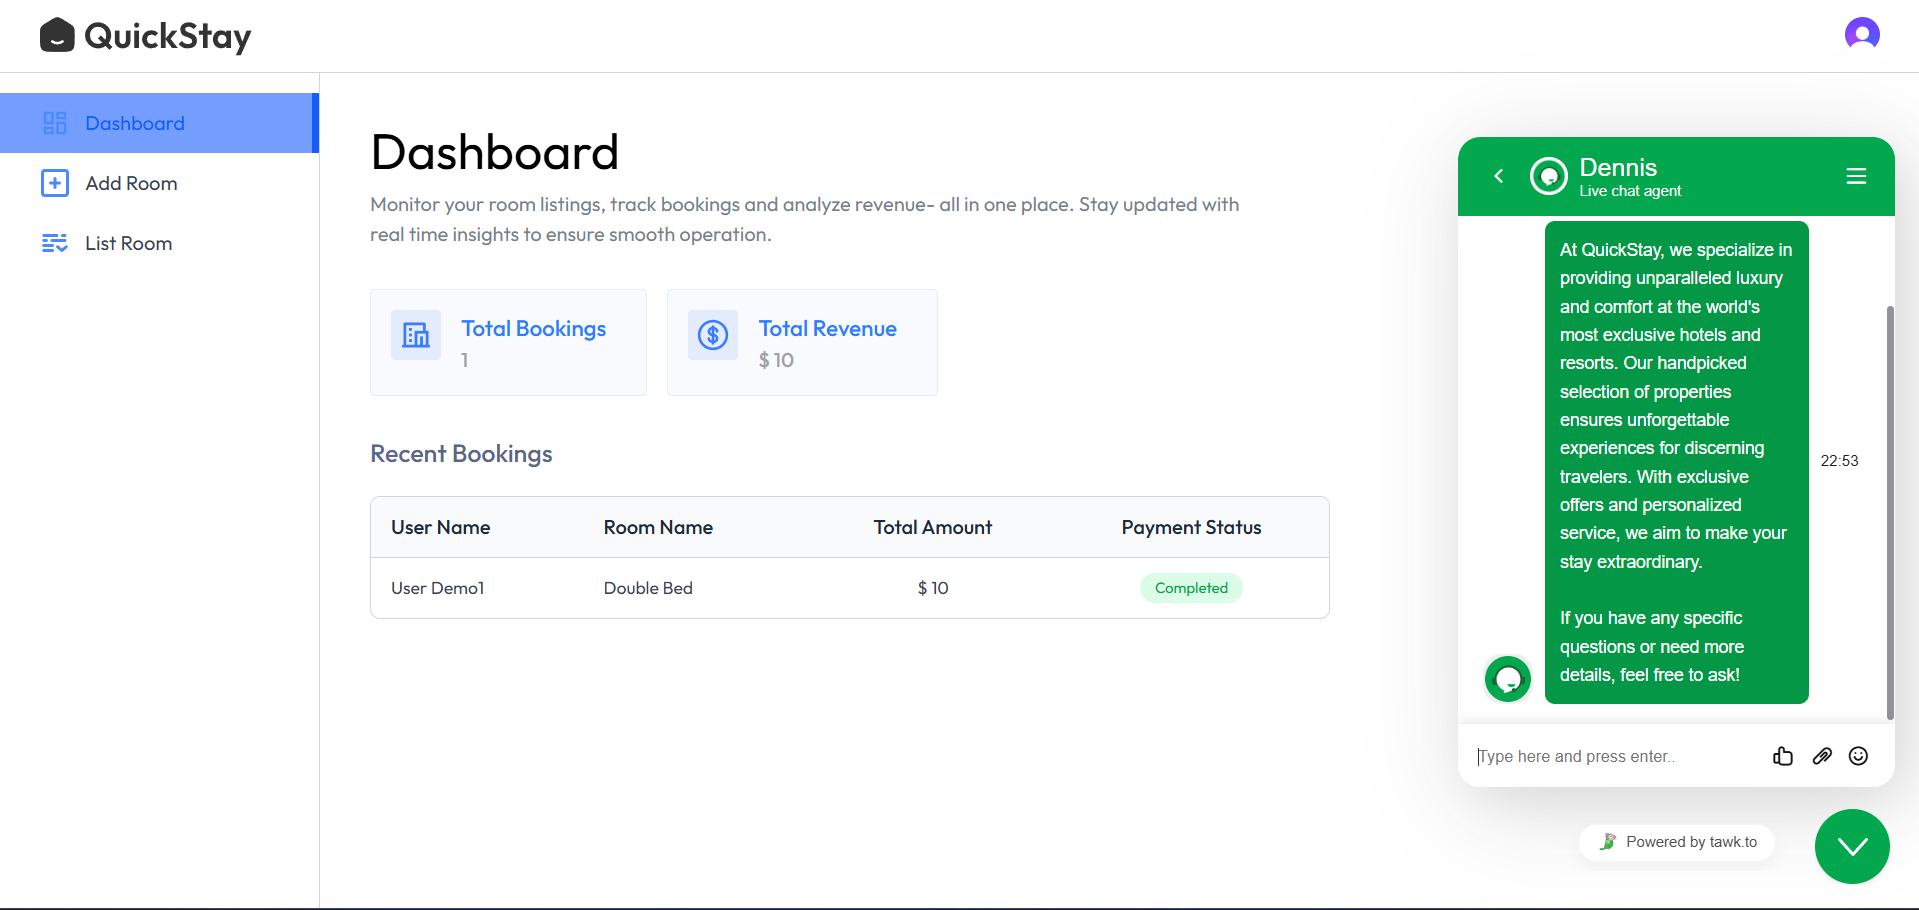 QuickStay
Dashboard
Add Room
List Room
Dashboard
Monitor your room listings, track bookings and analyze revenue- all in one place. Stay updated with
real time insights to ensure smooth operation.
Total Bookings
1
Total Revenue
$ 10
Recent Bookings
User Name Room Name Total Amount Payment Status
User Demo1 Double Bed $ 10 Completed
Dennis
Live chat agent
At QuickStay, we specialize in
providing unparalleled luxury
and comfort at the world's
most exclusive hotels and
resorts. Our handpicked
selection of properties
ensures unforgettable
experiences for discerning
travelers. With exclusive
offers and personalized
service, we aim to make your
stay extraordinary.
If you have any specific
questions or need more
details, feel free to ask!
22:53
Type here and press enter..
Powered by tawk.to